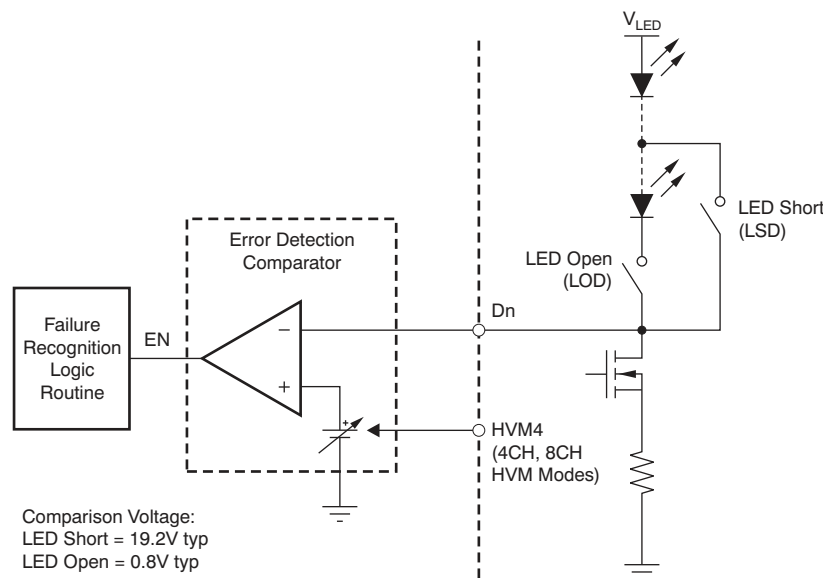 V_LED
LED Short
(LSD)
LED Open
(LOD)
Error Detection
Comparator
Dn
Failure
Recognition
Logic
Routine
EN
−
+
+
HVM4
(4CH, 8CH
HVM Modes)
Comparison Voltage:
LED Short = 19.2V typ
LED Open = 0.8V typ